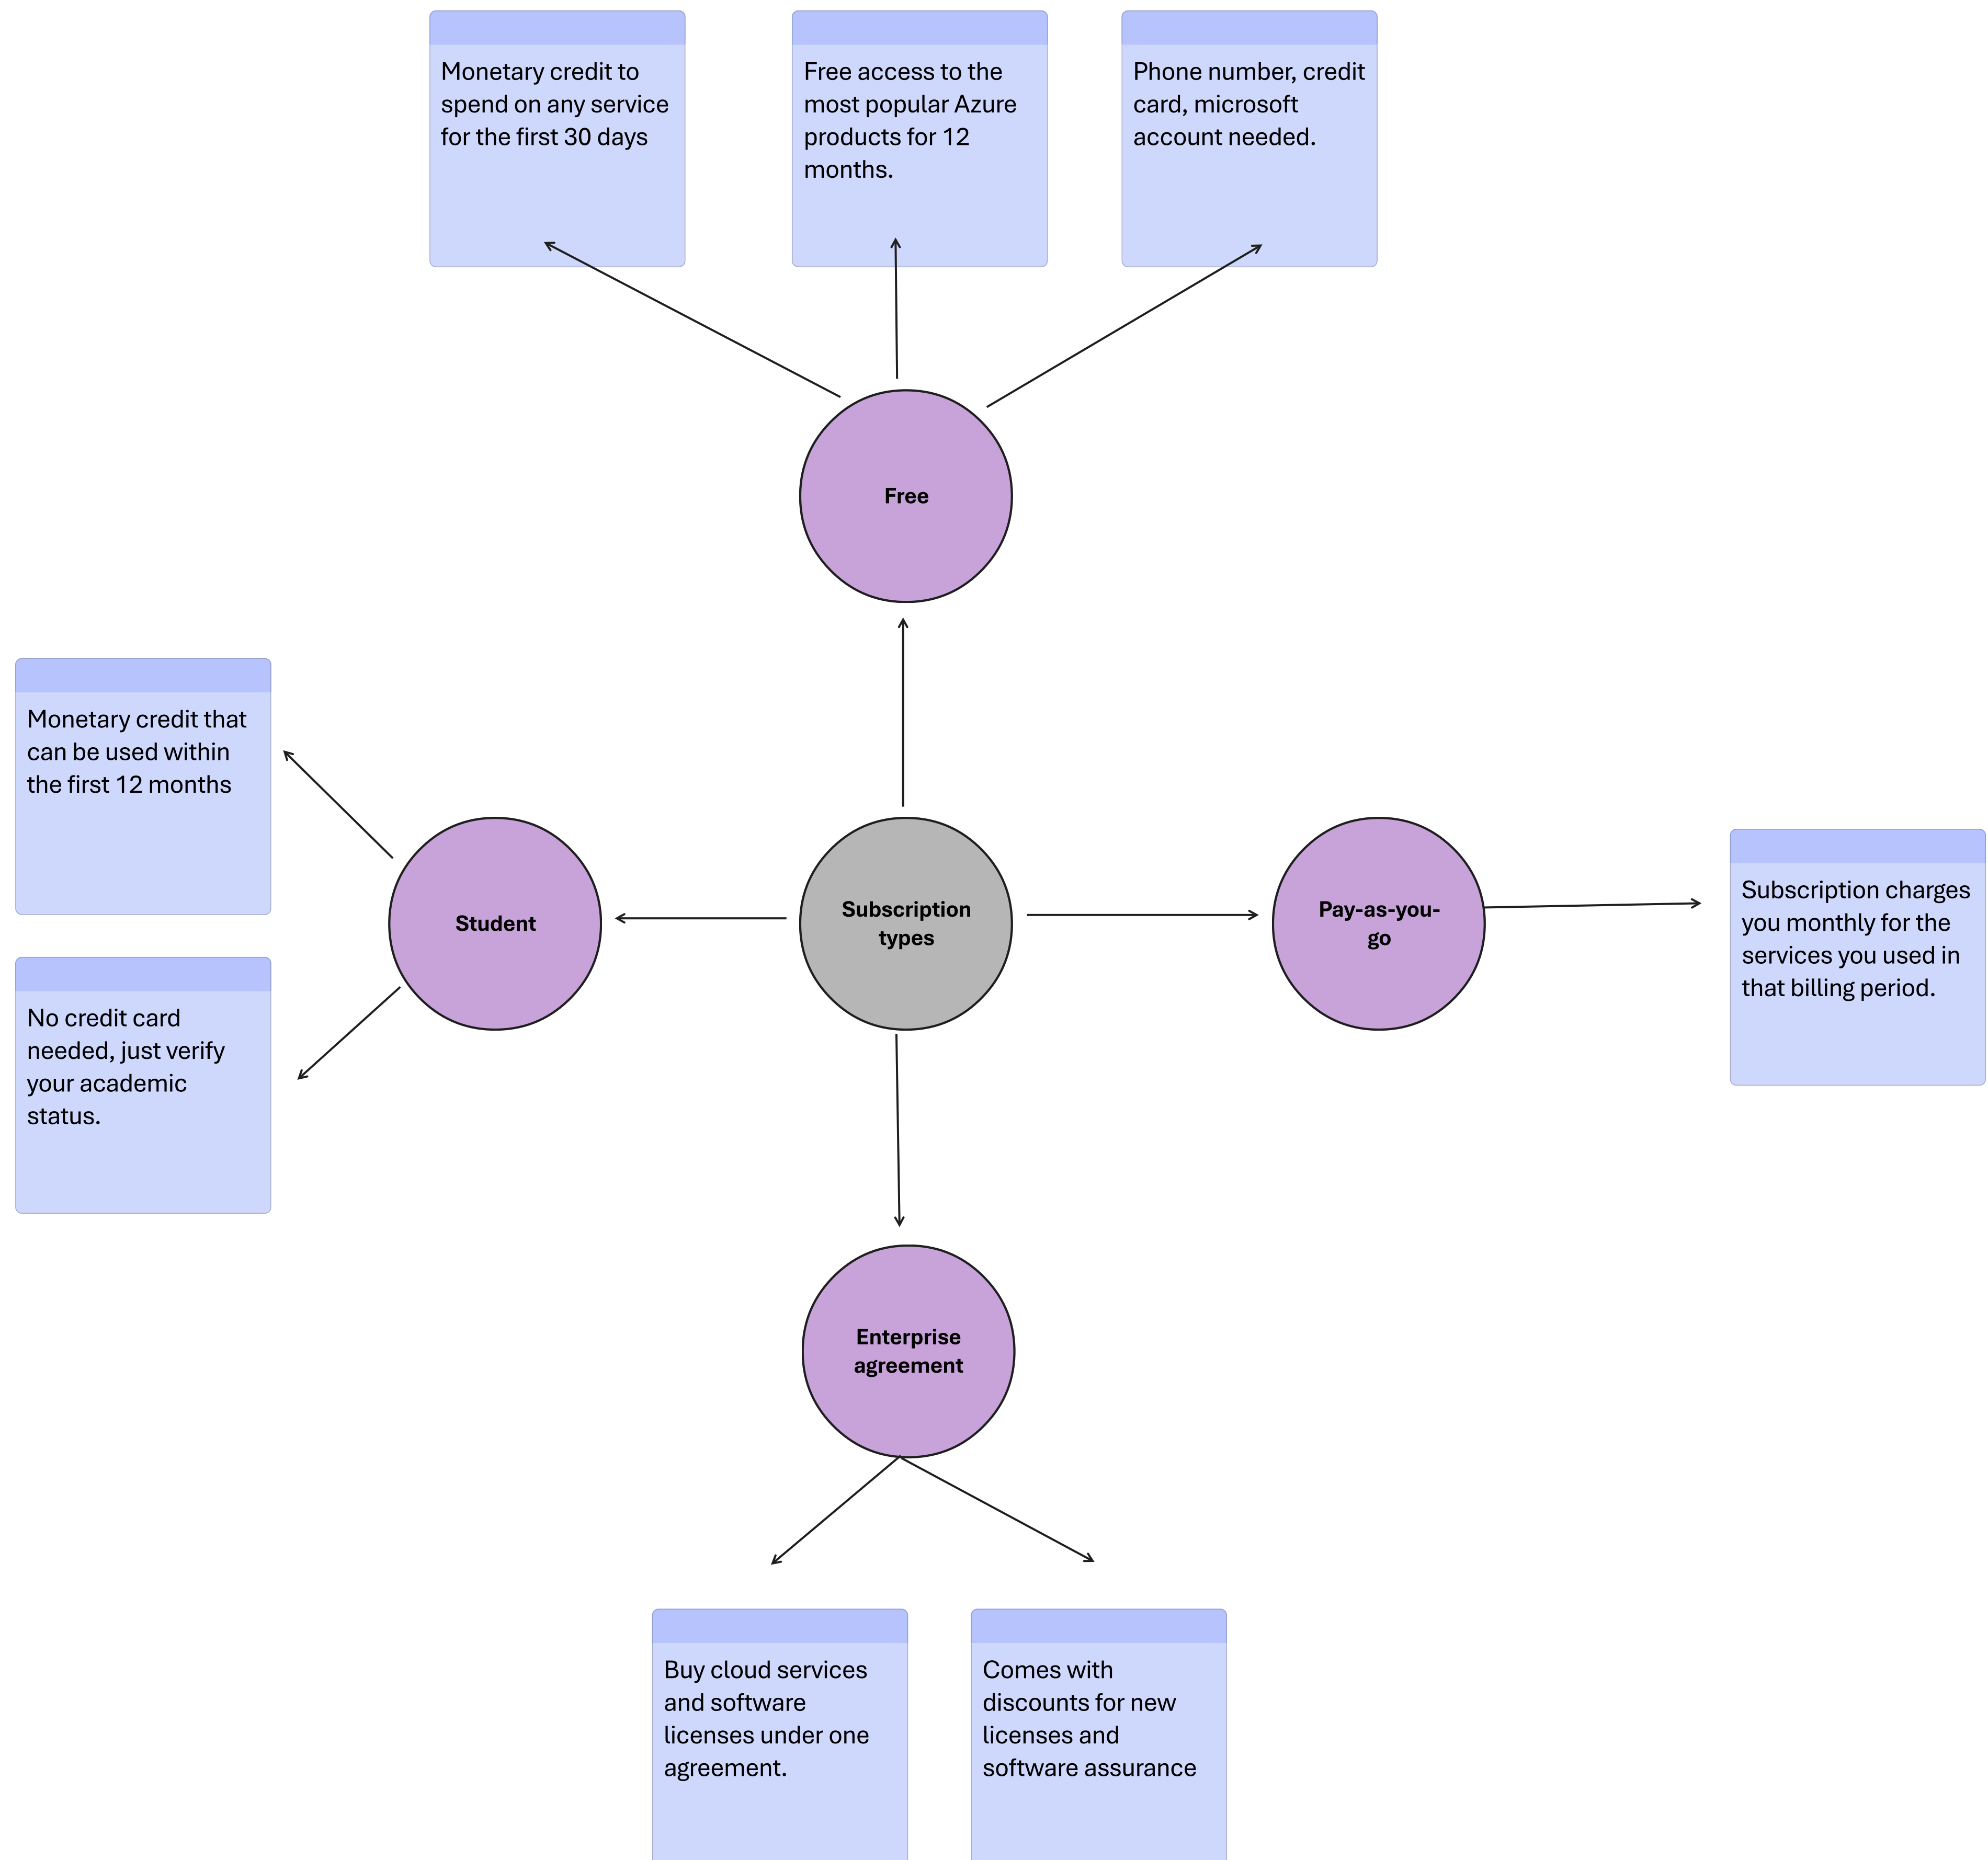 Monetary credit to
spend on any service
for the first 30 days
Free access to the
most popular Azure
products for 12
months.
Phone number, credit
card, microsoft
account needed.
Free
Monetary credit that
can be used within
the first 12 months
Student
Subscription
types
Pay-as-you-
go
Subscription charges
you monthly for the
services you used in
that billing period.
No credit card
needed, just verify
your academic
status.
Enterprise
agreement
Buy cloud services
and software
licenses under one
agreement.
Comes with
discounts for new
licenses and
software assurance